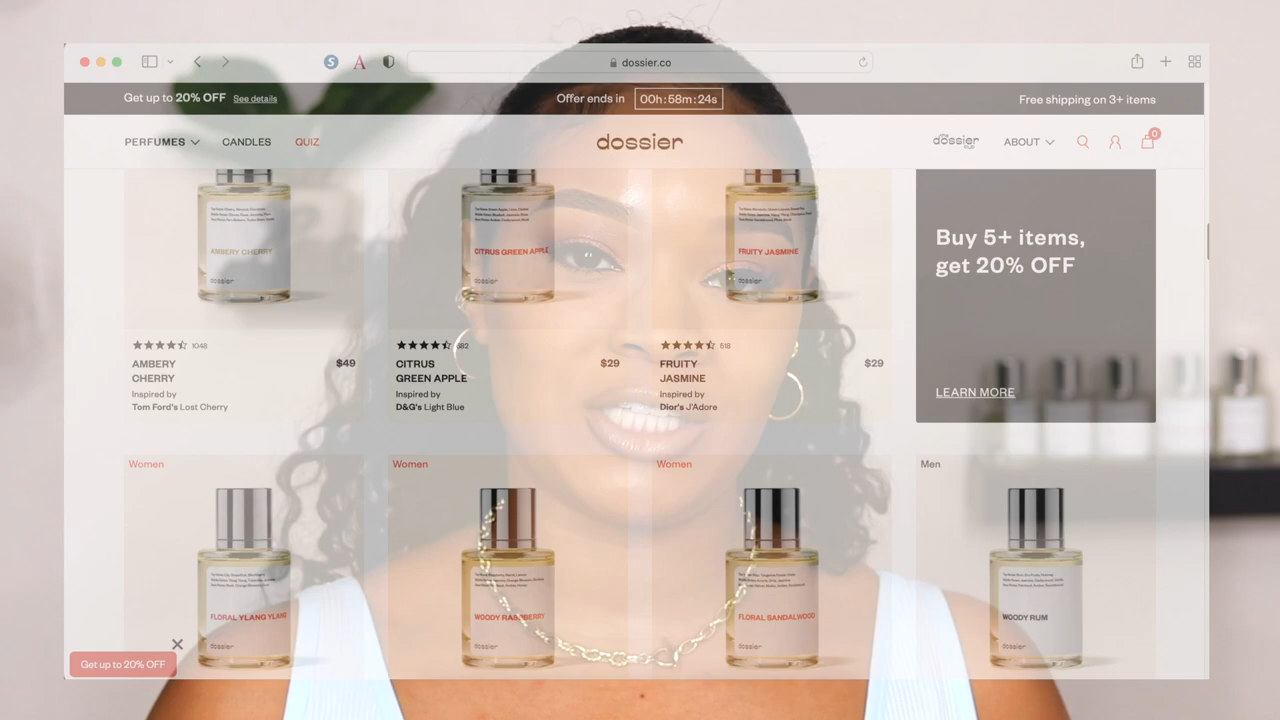 dossier.co
Get up to 20% OFF See details
Offer ends in 00h:58m:24s
Free shipping on 3+ items
PERFUMES CANDLES QUIZ
dossier
the dossier
ABOUT
0
AMBERY CHERRY
dossier
CITRUS GREEN APPLE
dossier
FRUITY JASMINE
dossier
Buy 5+ items,
get 20% OFF
LEARN MORE
1048
AMBERY
CHERRY
$49
Inspired by
Tom Ford's Lost Cherry
CITRUS
GREEN APPLE
$29
Inspired by
D&G's Light Blue
518
FRUITY
JASMINE
$29
Inspired by
Dior's J'Adore
Women
FLORAL YLANG YLANG
dossier
Women
WOODY RASPBERRY
dossier
Women
FLORAL SANDALWOOD
dossier
Men
WOODY RUM
dossier
Get up to 20% OFF